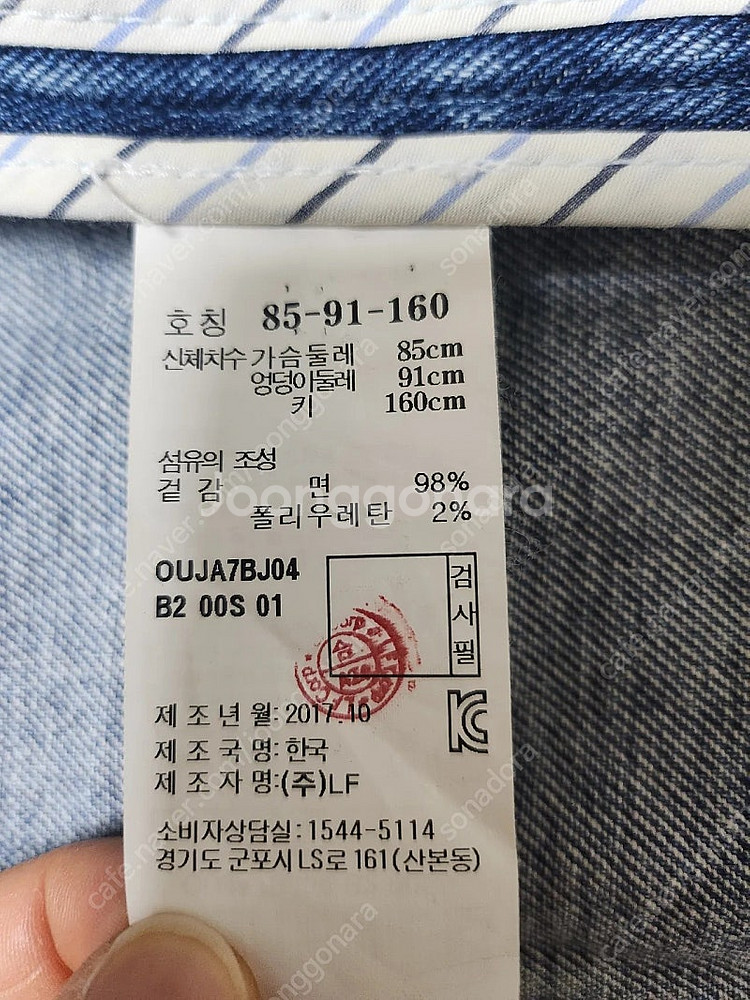 호칭 85-91-160
신체치수 가슴둘레 85cm
엉덩이둘레 91cm
키 160cm
섬유의 조성
겉 감 면 98%
폴리우레탄 2%
Joonggonara
OUJA7BJ04
B2 00S 01
검사필
제 조 년 월: 2017.10
제 조 국 명: 한국
제 조 자 명:(주)LF
소비자상담실:1544-5114
경기도 군포시 LS로 161(산본동)